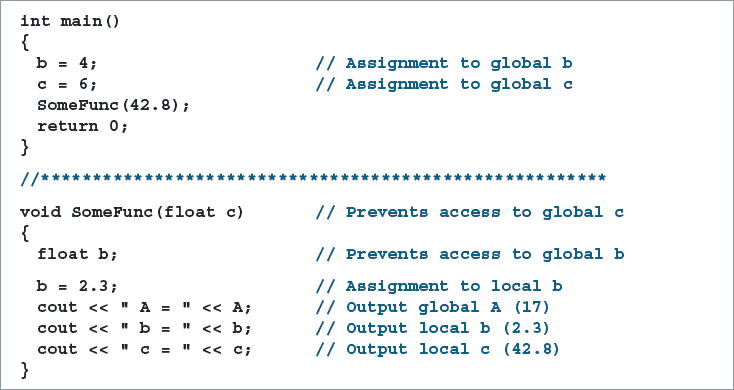 int main()
{
  b = 4;                         // Assignment to global b
  c = 6;                         // Assignment to global c
  SomeFunc(42.8);
  return 0;
}
//*******************************************************
void SomeFunc(float c)       // Prevents access to global c
{
  float b;                       // Prevents access to global b
  b = 2.3;                       // Assignment to local b
  cout << " A = " << A;      // Output global A (17)
  cout << " b = " << b;      // Output local b (2.3)
  cout << " c = " << c;      // Output local c (42.8)
}